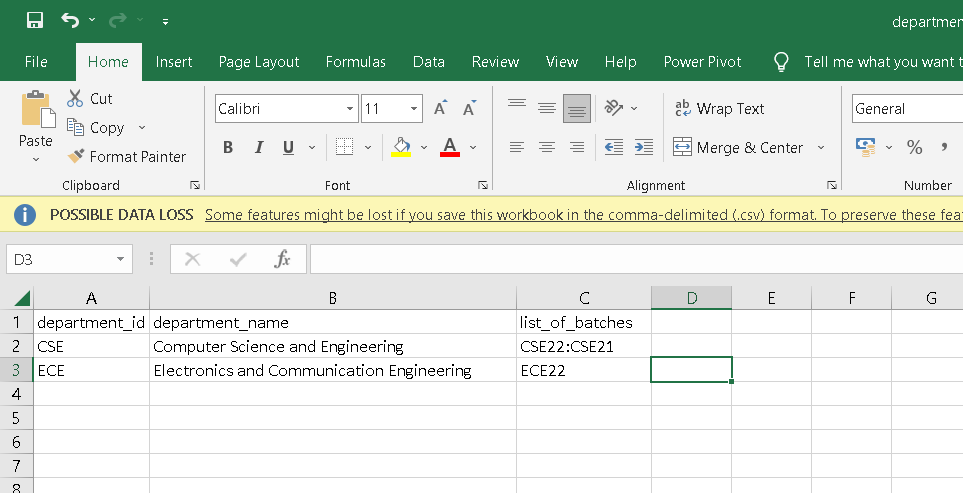 departmen
File Home Insert Page Layout Formulas Data Review View Help Power Pivot Tell me what you want t
Paste
Cut
Copy
Format Painter
Clipboard
Calibri 11
B I U A
Font
ab Wrap Text
Merge & Center
Alignment
General
% ,
Number
POSSIBLE DATA LOSS Some features might be lost if you save this workbook in the comma-delimited (.csv) format. To preserve these fea
D3 fx
A B C D E F G
1 department_id department_name list_of_batches
2 CSE Computer Science and Engineering CSE22:CSE21
3 ECE Electronics and Communication Engineering ECE22
4
5
6
7
8